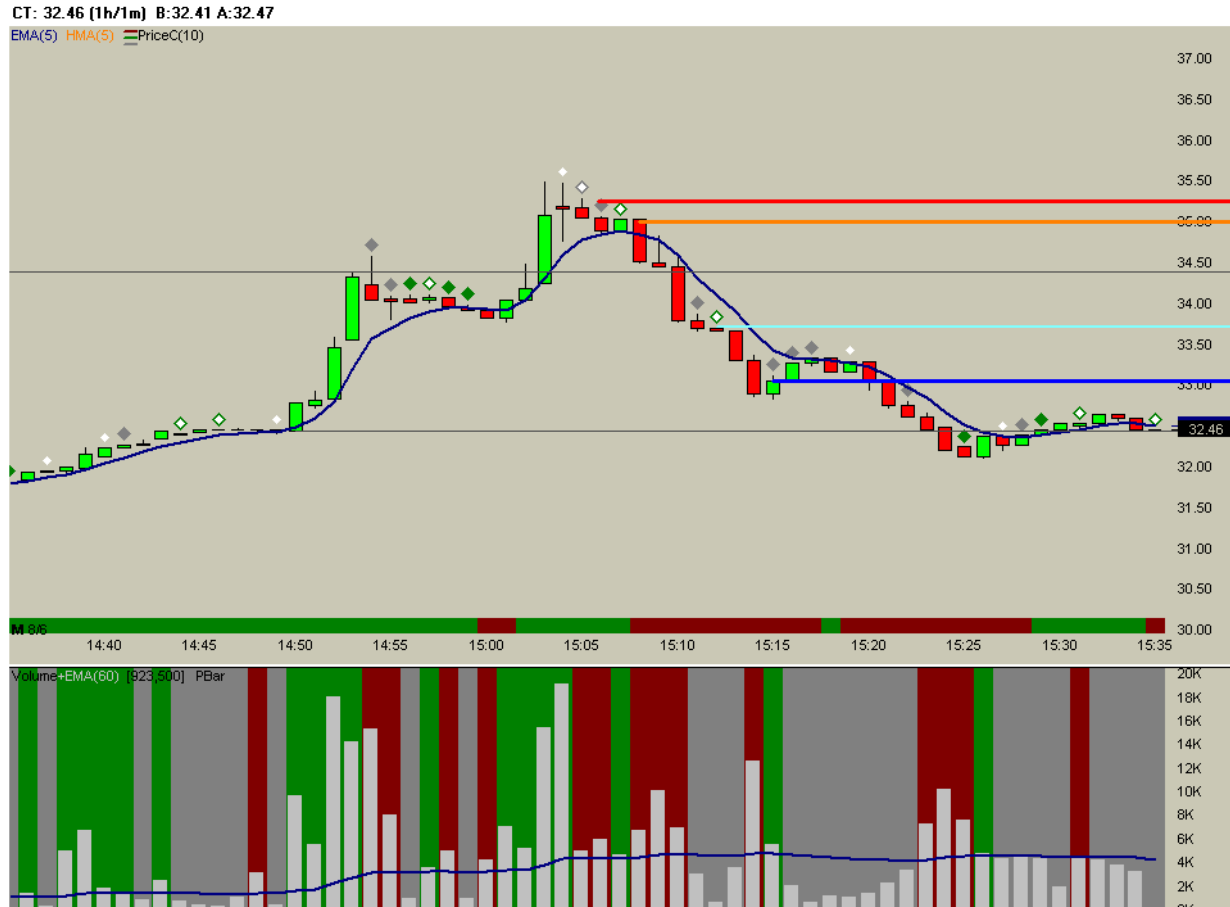 CT: 32.46 (1h/1m) B:32.41 A:32.47
EMA(5) HMA(5) PriceC(10)
37.00
36.50
36.00
35.50
35.00
34.50
34.00
33.50
33.00
32.46
32.00
31.50
31.00
30.50
30.00
M 8/6
14:40 14:45 14:50 14:55 15:00 15:05 15:10 15:15 15:20 15:25 15:30 15:35
Volume+EMA(60) [923,500] PBar
20K
18K
16K
14K
12K
10K
8K
6K
4K
2K
0K